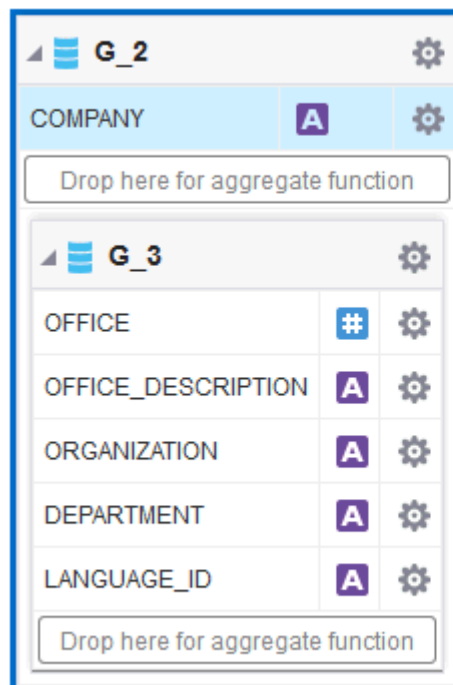 G_2
COMPANY A
Drop here for aggregate function
G_3
OFFICE #
OFFICE_DESCRIPTION A
ORGANIZATION A
DEPARTMENT A
LANGUAGE_ID A
Drop here for aggregate function